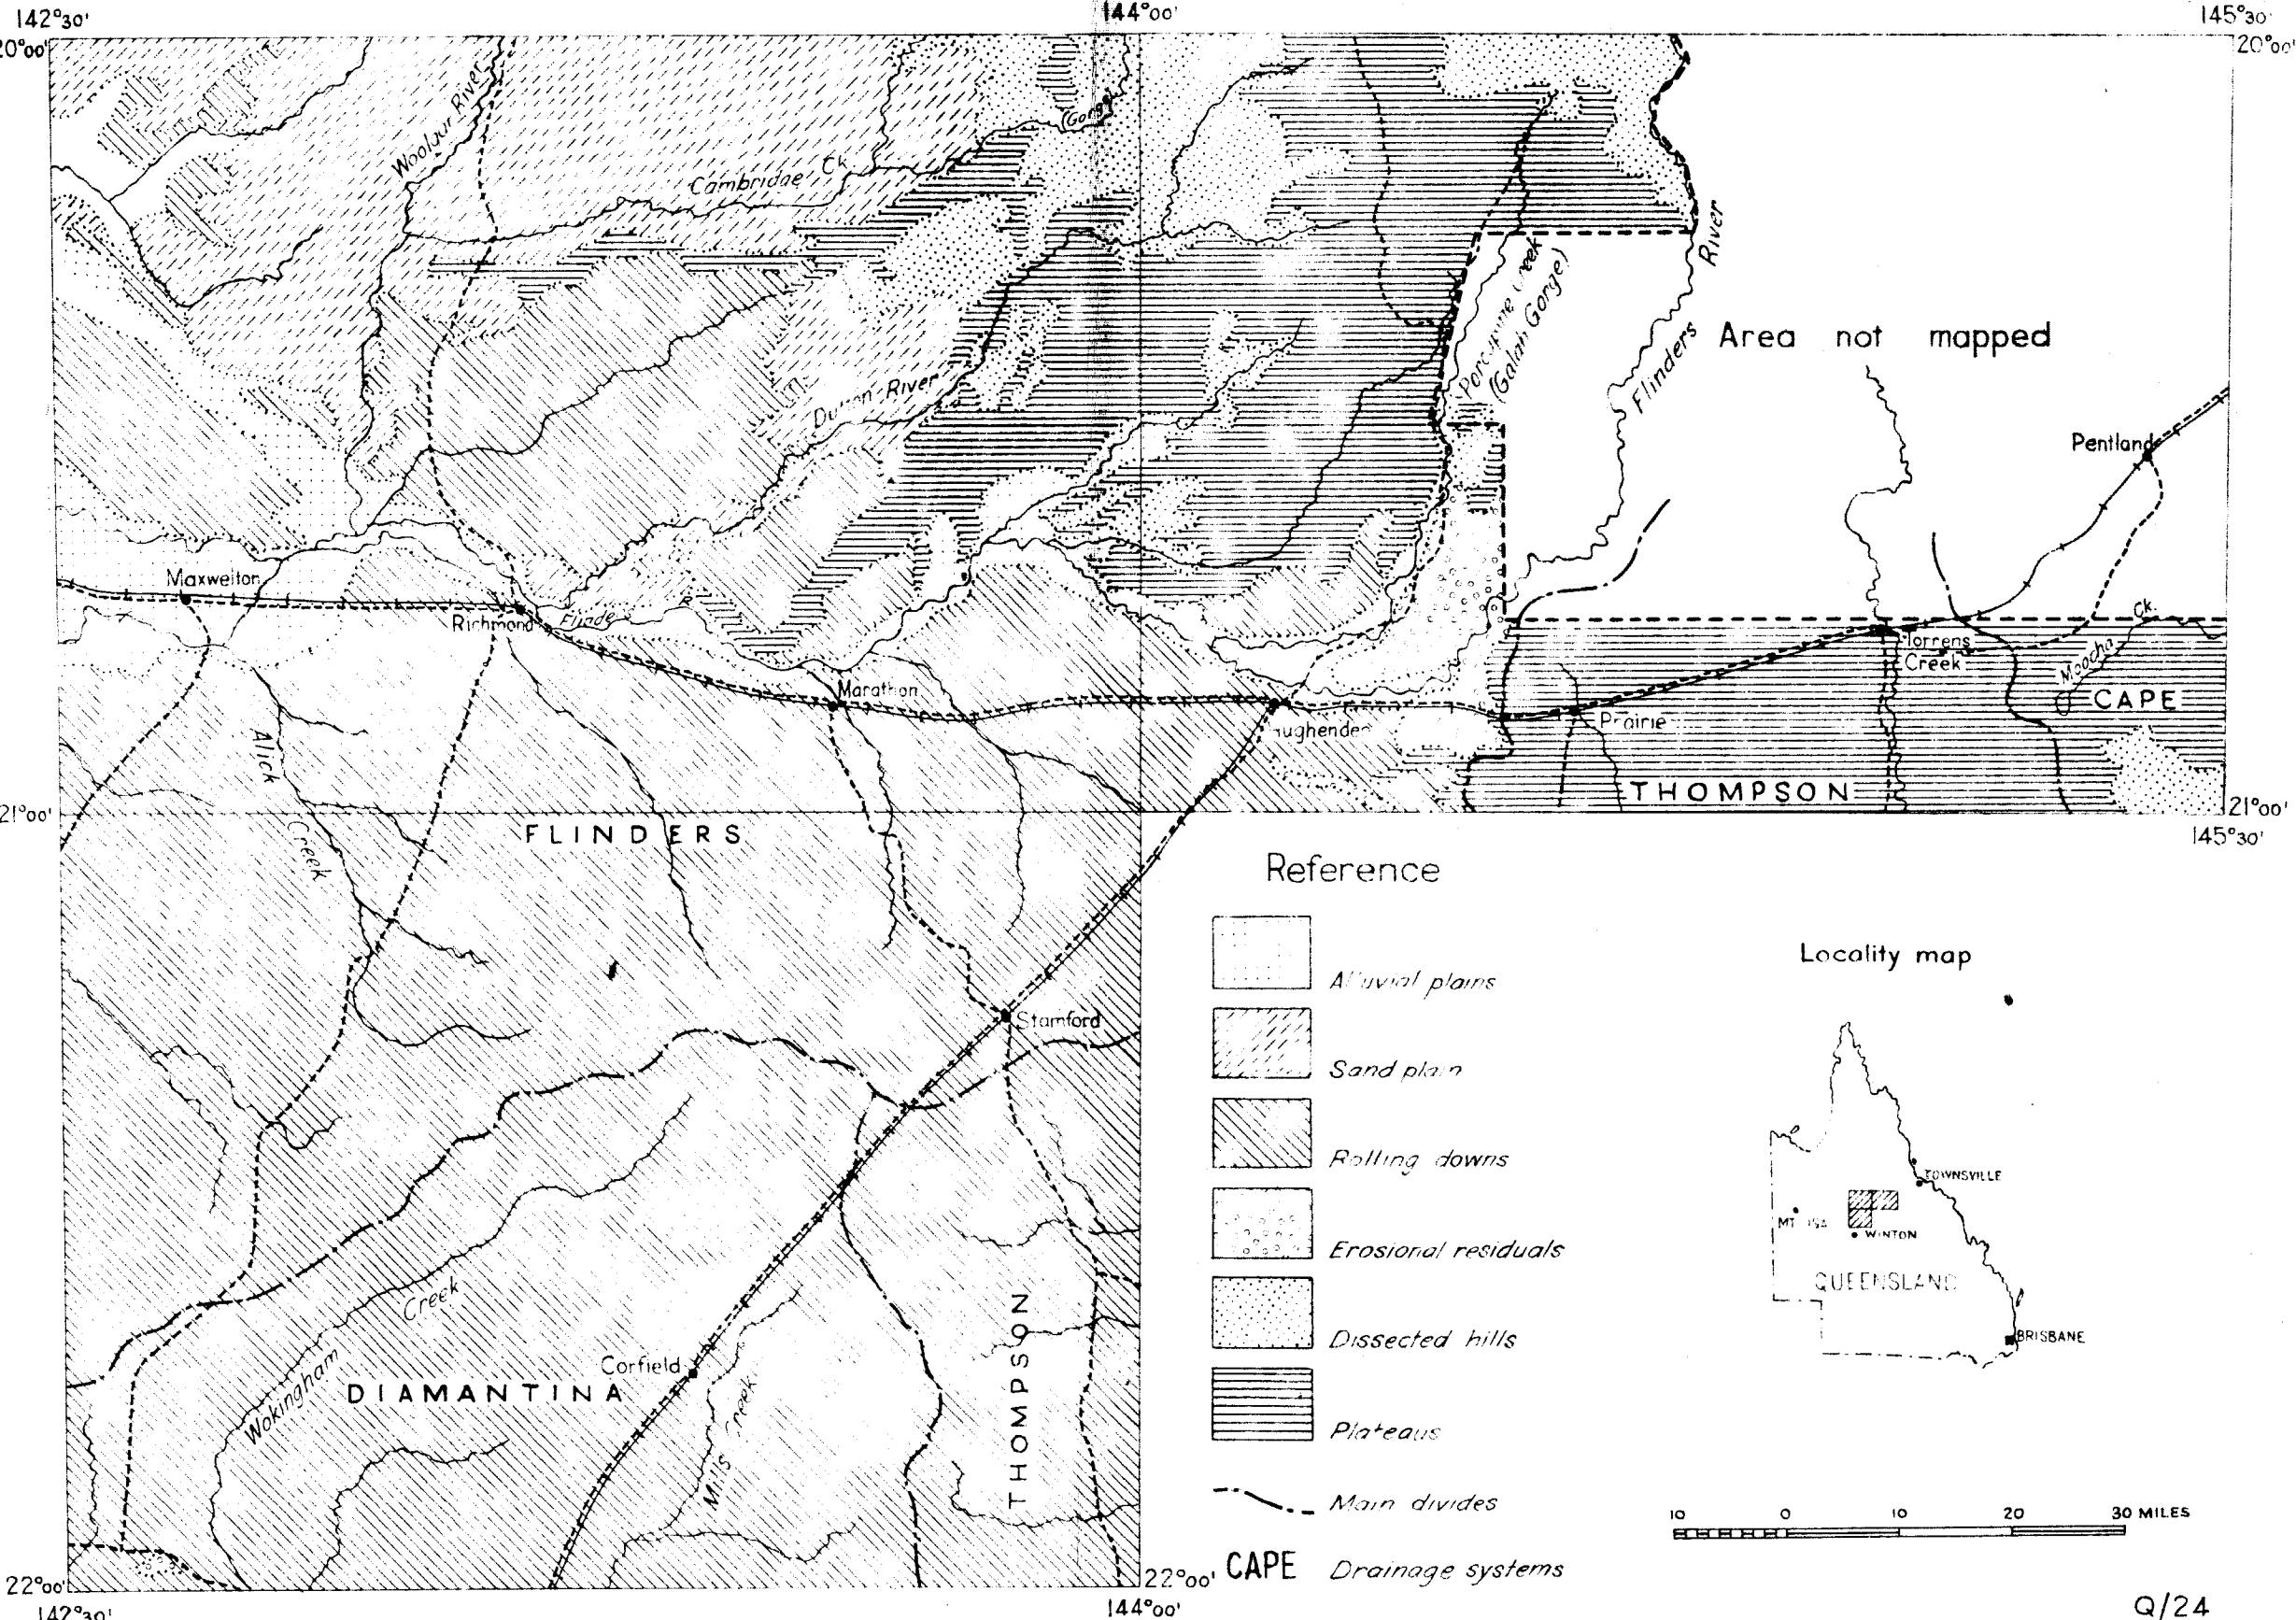 142°30'
144°00'
145°30'
20°00'
20°00'
Woolgar River
(Gorge)
Cambridge Ck
River
Porcupine Creek
(Galah Gorge)
Flinders
Area not mapped
Dutton River
Pentland
Maxwelton
Richmond
Flinde
Torrens
Creek
Moocha
Ck.
CAPE
Marathon
Prairie
ughenden
THOMPSON
Alick
Creek
21°00'
21°00'
145°30'
FLINDERS
Reference
Alluvial plains
Sand plain
Rolling downs
Erosional residuals
Dissected hills
Plateaus
Main divides
CAPE Drainage systems
Locality map
TOWNSVILLE
MT ISA
WINTON
QUEENSLAND
BRISBANE
Stamford
Wokingham
Creek
Corfield
DIAMANTINA
Mills Creek
THOMPSON
10 0 10 20 30 MILES
22°00'
22°00'
142°30'
144°00'
Q/24